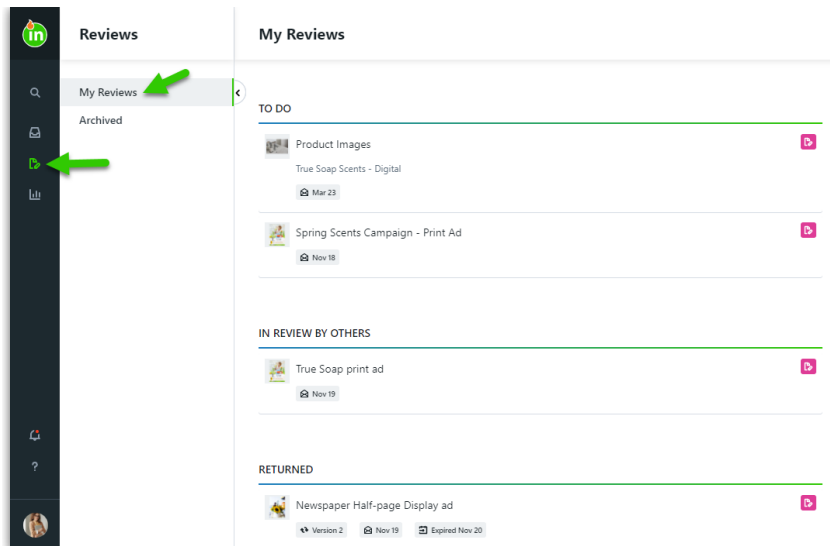 in
Reviews
My Reviews
My Reviews
Archived
TO DO
Product Images
True Soap Scents - Digital
Mar 23
Spring Scents Campaign - Print Ad
Nov 18
IN REVIEW BY OTHERS
True Soap print ad
Nov 19
RETURNED
Newspaper Half-page Display ad
Version 2 Nov 19 Expired Nov 20
?